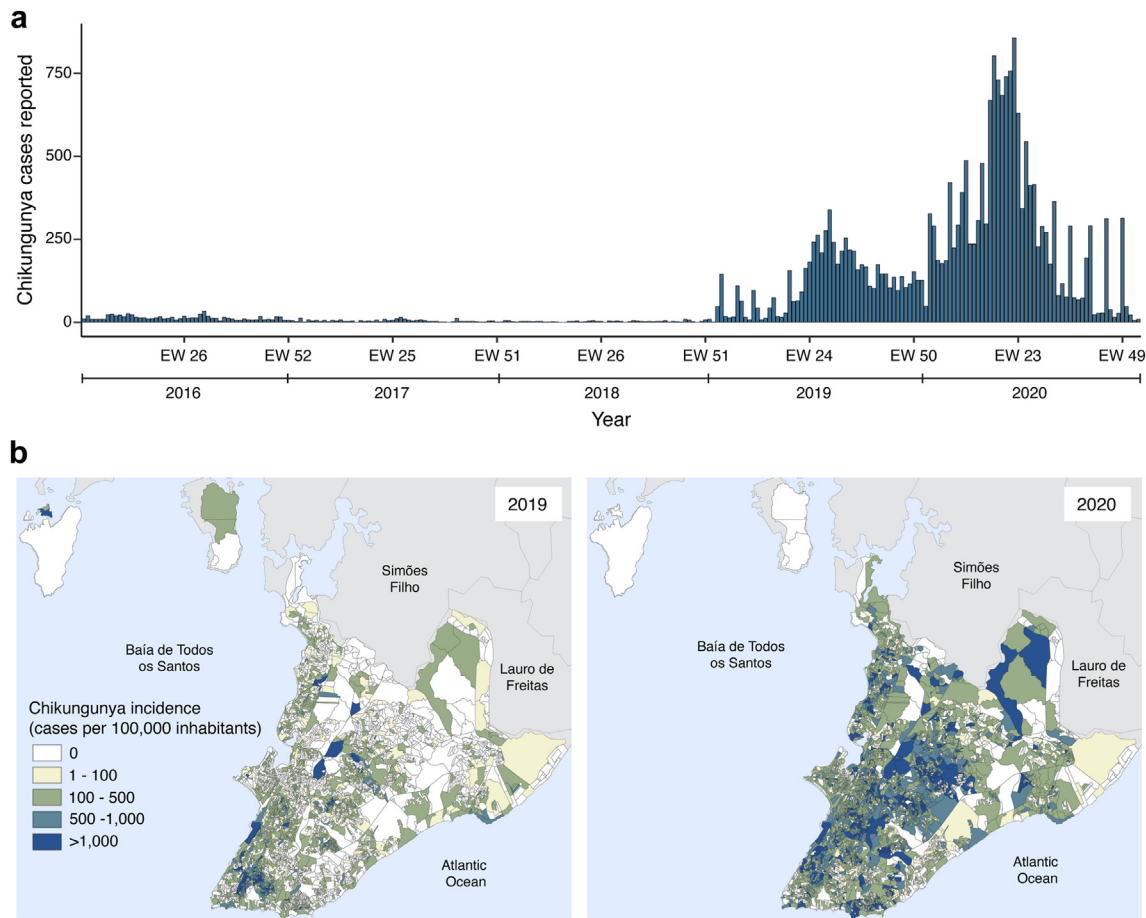 a
Chikungunya cases reported
750
500
250
0
EW 26
EW 52
EW 25
EW 51
EW 26
EW 51
EW 24
EW 50
EW 23
EW 49
2016
2017
2018
2019
2020
Year
b
2019
Simões
Filho
Baía de Todos
os Santos
Lauro de
Freitas
Chikungunya incidence
(cases per 100,000 inhabitants)
0
1 - 100
100 - 500
500 -1,000
>1,000
Atlantic
Ocean
2020
Simões
Filho
Baía de Todos
os Santos
Lauro de
Freitas
Atlantic
Ocean